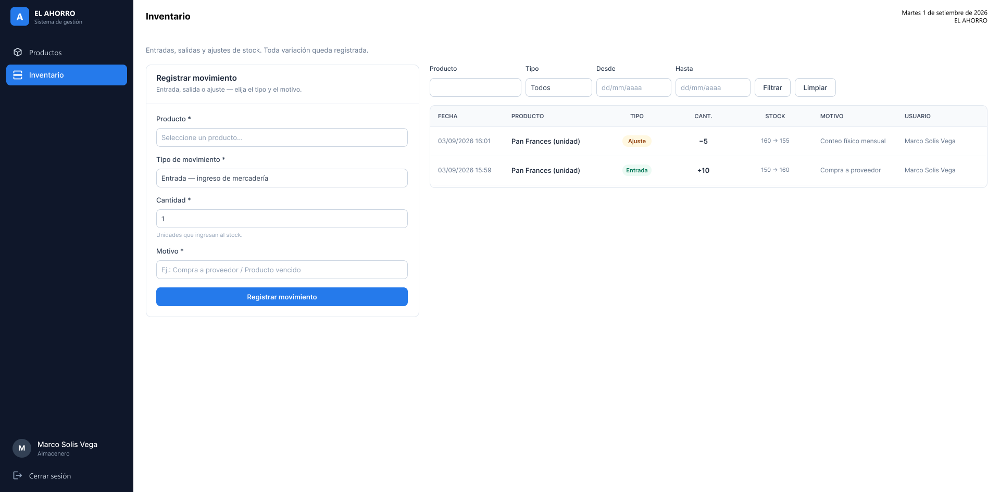 A
EL AHORRO
Sistema de gestión
Productos
Inventario
Marco Solis Vega
M
Almacenero
Cerrar sesión
Inventario
Martes 1 de setiembre de 2026
EL AHORRO
Entradas, salidas y ajustes de stock. Toda variación queda registrada.
Registrar movimiento
Entrada, salida o ajuste — elija el tipo y el motivo.
Producto *
Seleccione un producto...
Tipo de movimiento *
Entrada — ingreso de mercadería
Cantidad *
1
Unidades que ingresan al stock.
Motivo *
Ej.: Compra a proveedor / Producto vencido
Registrar movimiento
Producto Tipo Desde Hasta
Todos dd/mm/aaaa dd/mm/aaaa Filtrar Limpiar
FECHA PRODUCTO TIPO CANT. STOCK MOTIVO USUARIO
03/09/2026 16:01 Pan Frances (unidad) Ajuste −5 160 → 155 Conteo físico mensual Marco Solis Vega
03/09/2026 15:59 Pan Frances (unidad) Entrada +10 150 → 160 Compra a proveedor Marco Solis Vega